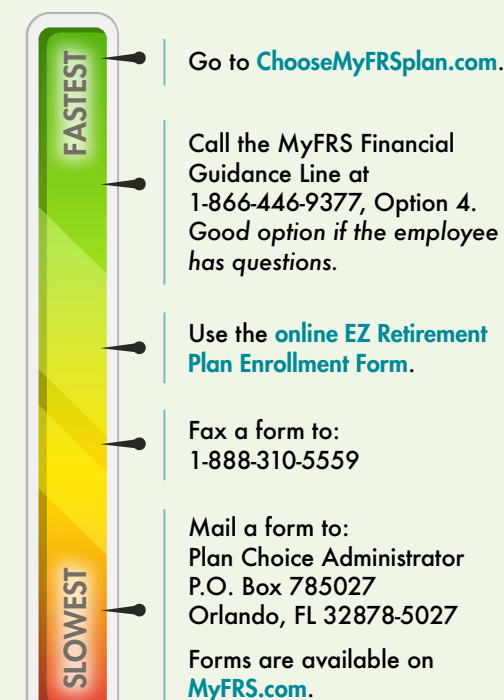 FASTEST
Go to ChooseMyFRSplan.com.
Call the MyFRS Financial
Guidance Line at
1-866-446-9377, Option 4.
Good option if the employee
has questions.
Use the online EZ Retirement
Plan Enrollment Form.
Fax a form to:
1-888-310-5559
SLOWEST
Mail a form to:
Plan Choice Administrator
P.O. Box 785027
Orlando, FL 32878-5027
Forms are available on
MyFRS.com.